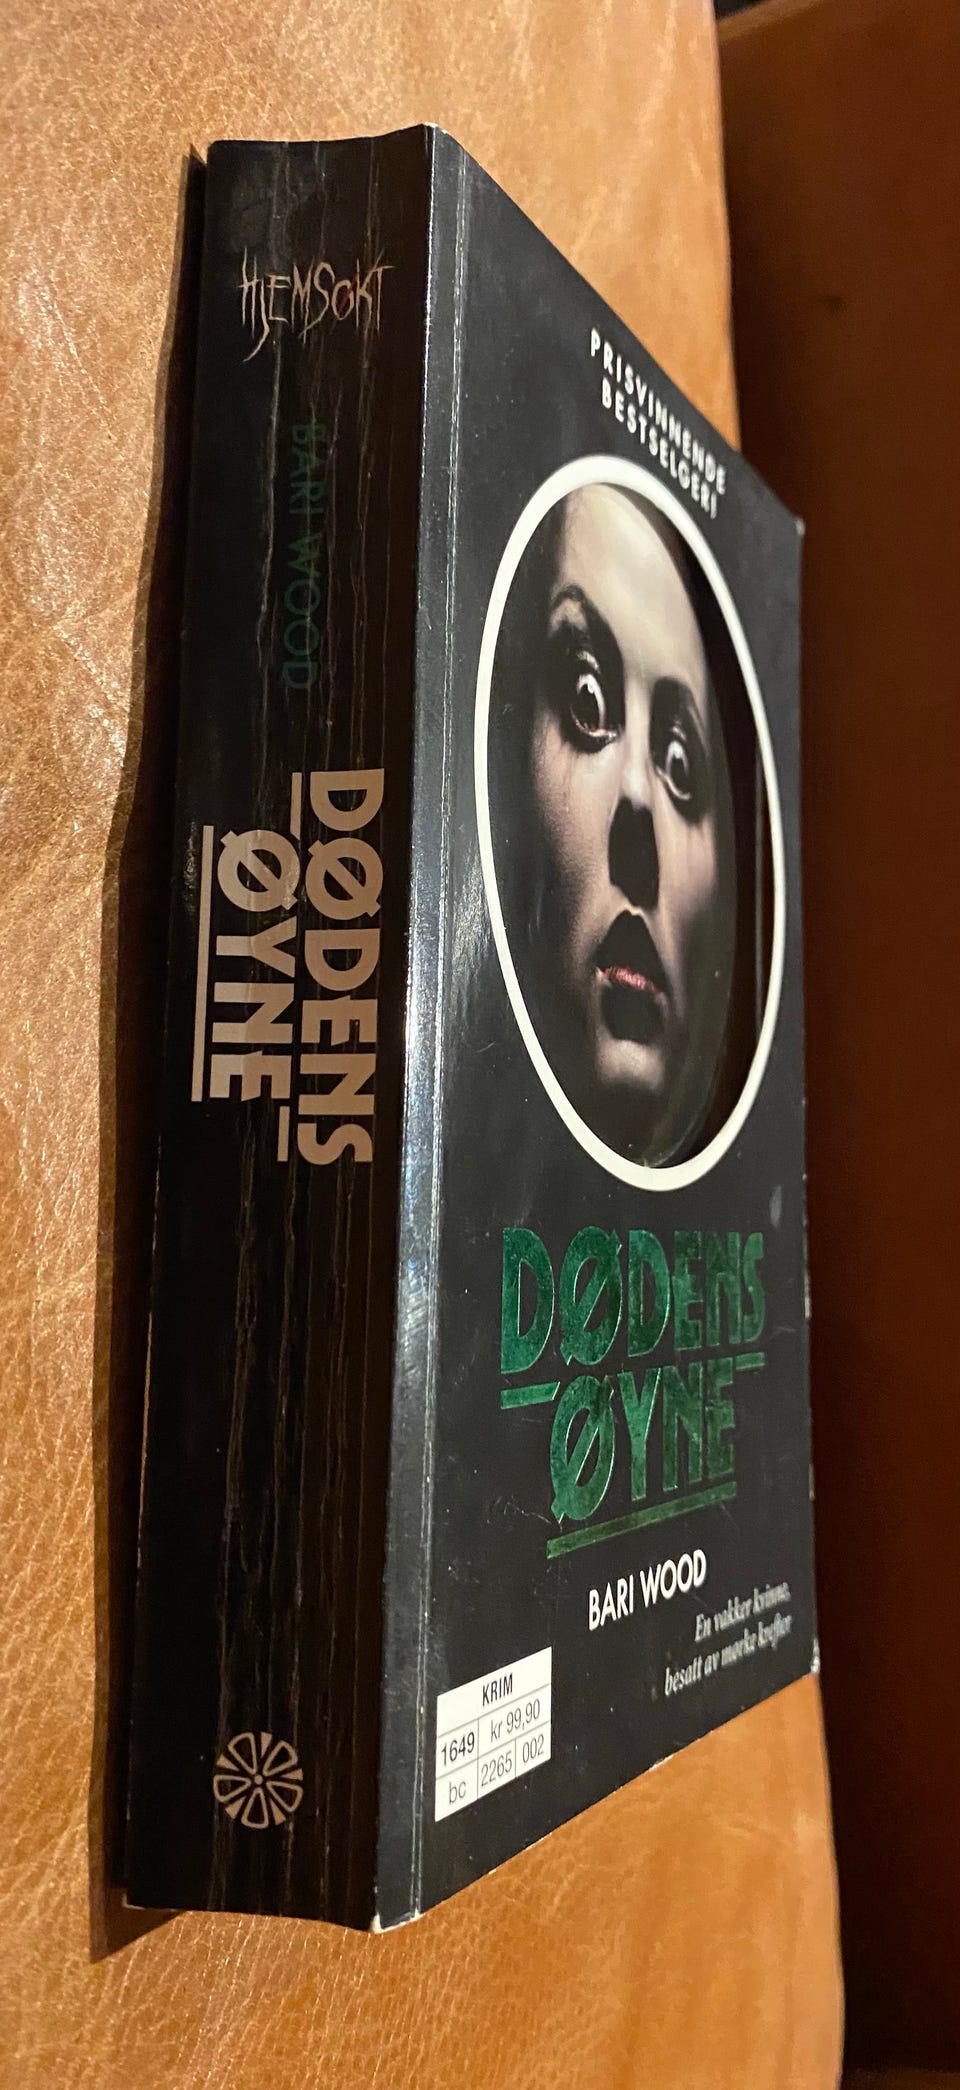 HJEMSØKT
BARI WOOD
DØDENS
ØYNE
PRISVINNENDE
BESTSELGER!
DØDENS
ØYNE
BARI WOOD
En vakker kvinne,
besatt av mørke krefter
KRIM
1649 kr 99,90
bc 2265 002